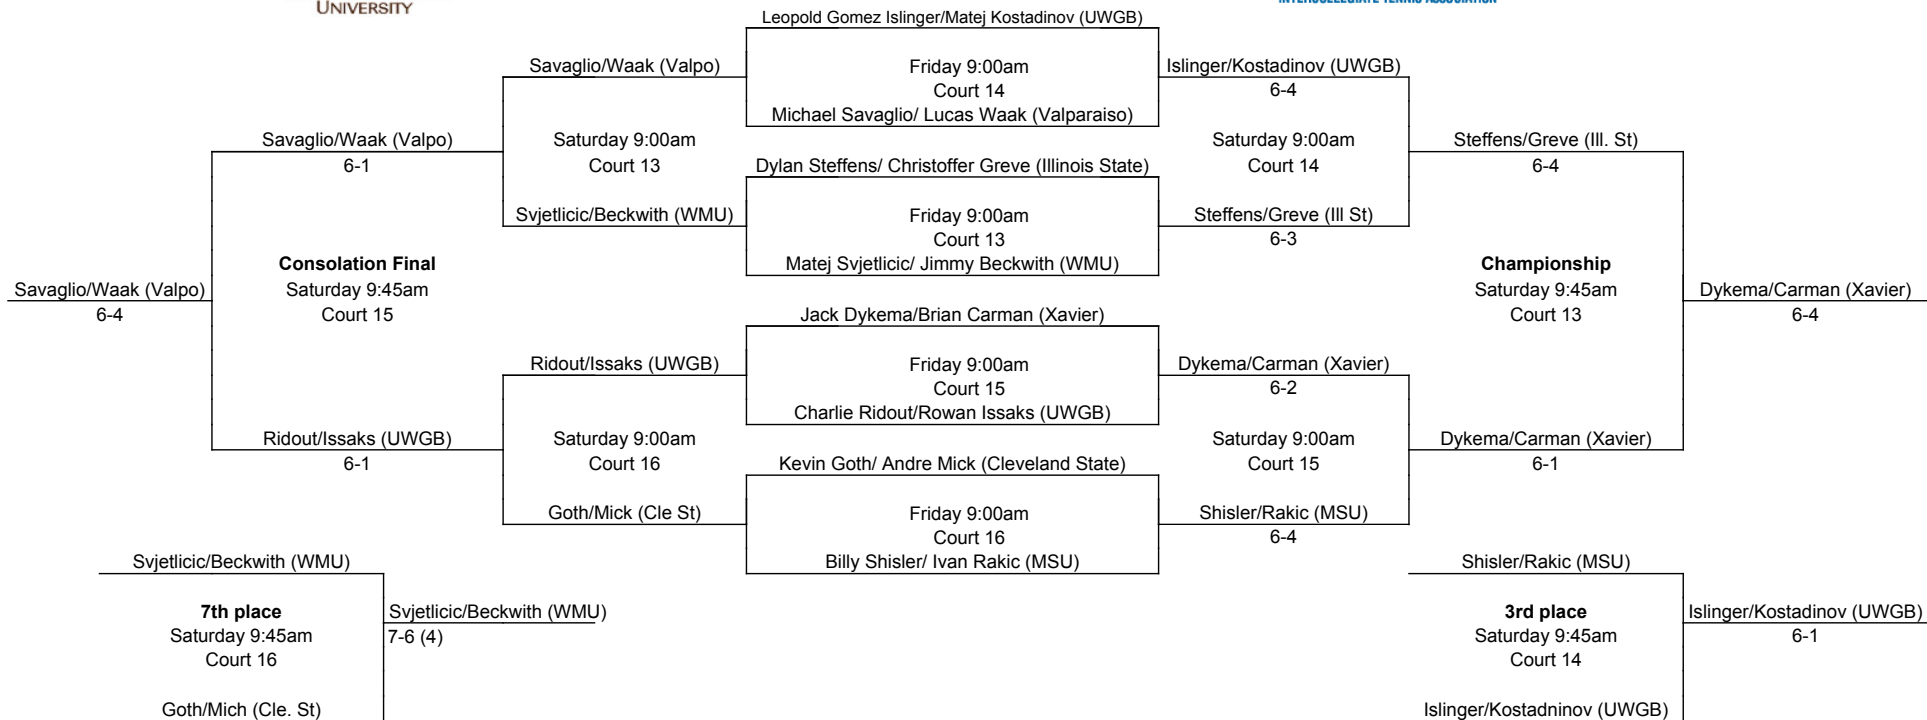 UNIVERSITY
INTERCOLLEGIATE TENNIS ASSOCIATION
Leopold Gomez Islinger/Matej Kostadinov (UWGB)
Savaglio/Waak (Valpo)
Friday 9:00am
Court 14
Islinger/Kostadinov (UWGB)
6-4
Michael Savaglio/ Lucas Waak (Valparaiso)
Savaglio/Waak (Valpo)
6-1
Saturday 9:00am
Court 13
Saturday 9:00am
Court 14
Steffens/Greve (Ill. St)
6-4
Dylan Steffens/ Christoffer Greve (Illinois State)
Svjetlicic/Beckwith (WMU)
Friday 9:00am
Court 13
Steffens/Greve (Ill St)
6-3
Matej Svjetlicic/ Jimmy Beckwith (WMU)
Savaglio/Waak (Valpo)
6-4
Consolation Final
Saturday 9:45am
Court 15
Championship
Saturday 9:45am
Court 13
Dykema/Carman (Xavier)
6-4
Jack Dykema/Brian Carman (Xavier)
Ridout/Issaks (UWGB)
Friday 9:00am
Court 15
Dykema/Carman (Xavier)
6-2
Charlie Ridout/Rowan Issaks (UWGB)
Ridout/Issaks (UWGB)
6-1
Saturday 9:00am
Court 16
Saturday 9:00am
Court 15
Dykema/Carman (Xavier)
6-1
Kevin Goth/ Andre Mick (Cleveland State)
Goth/Mick (Cle St)
Friday 9:00am
Court 16
Shisler/Rakic (MSU)
6-4
Billy Shisler/ Ivan Rakic (MSU)
Svjetlicic/Beckwith (WMU)
7th place
Saturday 9:45am
Court 16
Svjetlicic/Beckwith (WMU)
7-6 (4)
Goth/Mich (Cle. St)
Shisler/Rakic (MSU)
3rd place
Saturday 9:45am
Court 14
Islinger/Kostadinov (UWGB)
6-1
Islinger/Kostadninov (UWGB)